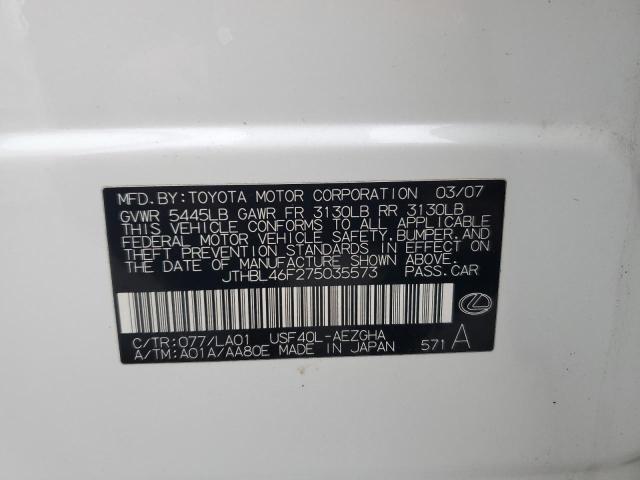 MFD.BY:TOYOTA MOTOR CORPORATION 03/07
GVWR 5445LB GAWR FR 3130LB RR 3130LB
THIS VEHICLE CONFORMS TO ALL APPLICABLE
FEDERAL MOTOR VEHICLE SAFETY,BUMPER, AND
THEFT PREVENTION STANDARDS IN EFFECT ON
THE DATE OF MANUFACTURE SHOWN ABOVE.
JTHBL46F275035573 PASS.CAR
C/TR:077/LA01 USF40L-AEZGHA
A/TM:A01A/AA80E MADE IN JAPAN 571 A